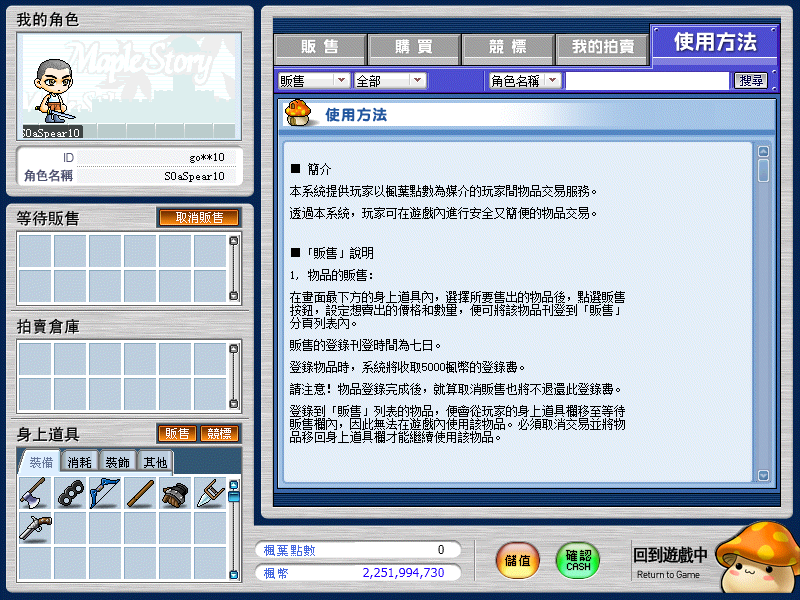 我的角色
MapleStory
SOaSpear10
ID go**10
角色名稱 SOaSpear10
等待販售 取消販售
拍賣倉庫
身上道具 販售 競標
裝備 消耗 裝飾 其他
販售 購買 競標 我的拍賣 使用方法
販售 全部 角色名稱 搜尋
使用方法
■ 簡介
本系統提供玩家以楓葉點數為媒介的玩家間物品交易服務。
透過本系統，玩家可在遊戲內進行安全又簡便的物品交易。
■「販售」說明
1, 物品的販售:
在畫面最下方的身上道具內，選擇所要售出的物品後，點選販售
按鈕，設定想賣出的價格和數量，便可將該物品刊登到「販售」
分頁列表內。
販售的登錄刊登時間為七日。
登錄物品時，系統將收取5000楓幣的登錄費。
請注意! 物品登錄完成後，就算取消販售也將不退還此登錄費。
登錄到「販售」列表的物品，便會從玩家的身上道具欄移至等待
販售欄內，因此無法在遊戲內使用該物品。必須取消交易並將物
品移回身上道具欄才能繼續使用該物品。
楓葉點數 0
楓幣 2,251,994,730
儲值
確認
CASH
回到遊戲中
Return to Game